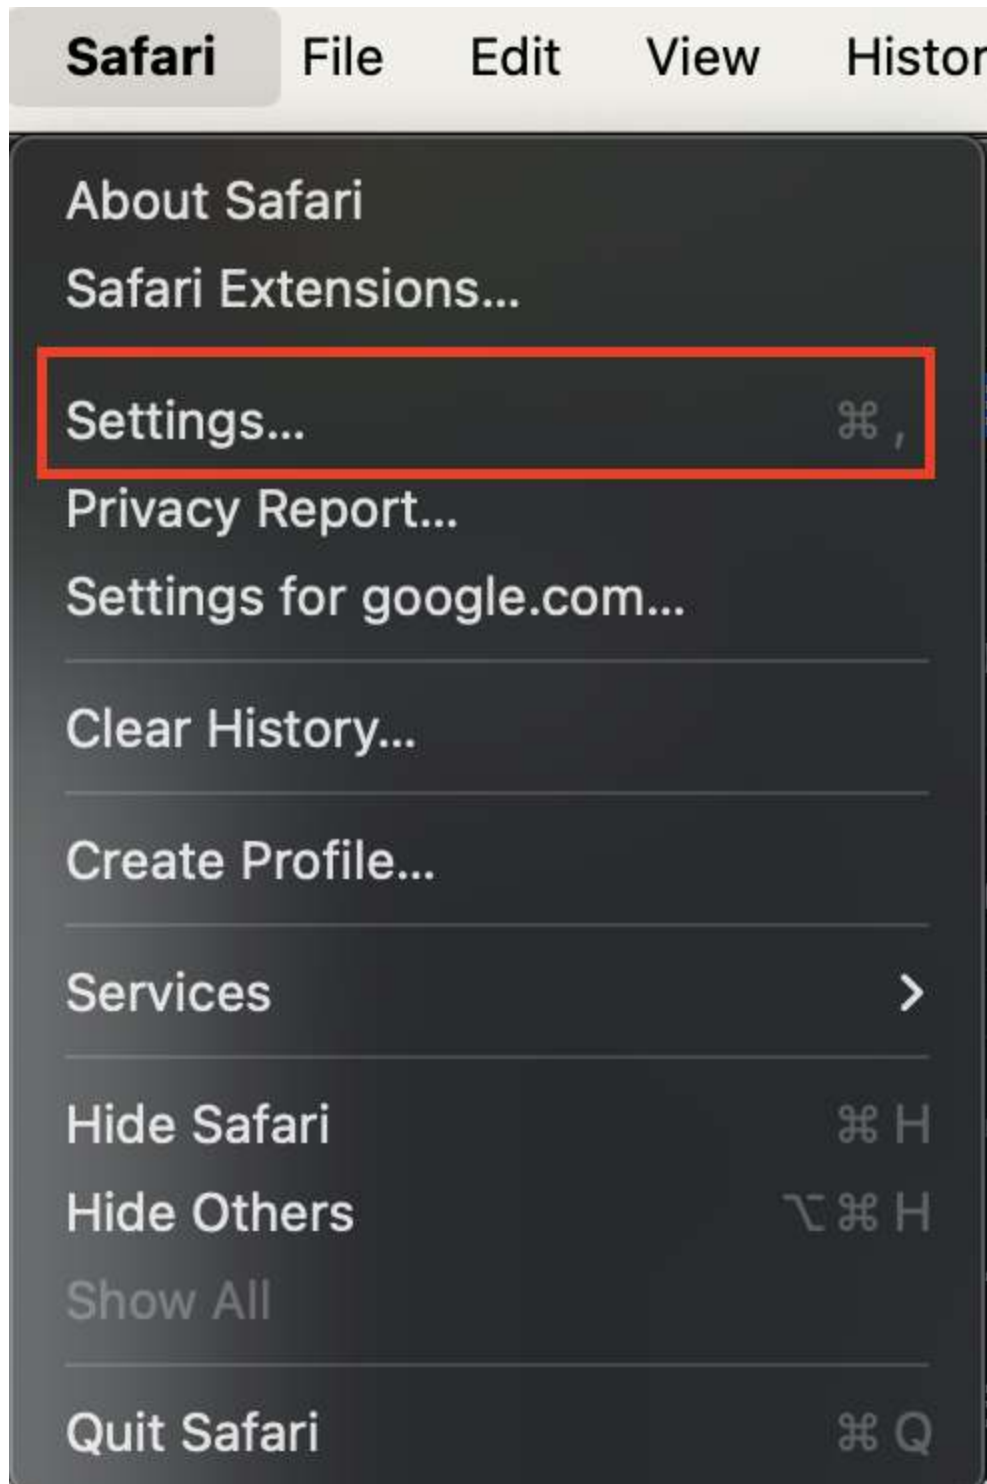 Safari File Edit View Histor
About Safari
Safari Extensions...
Settings... ⌘ ,
Privacy Report...
Settings for google.com...
Clear History...
Create Profile...
Services
Hide Safari ⌘ H
Hide Others ⌥ ⌘ H
Show All
Quit Safari ⌘ Q